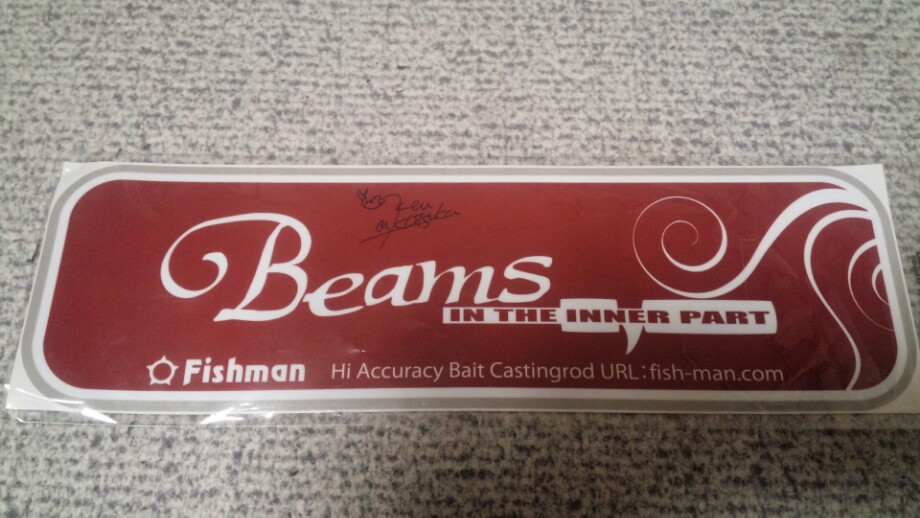 Beams
IN THE INNER PART
Fishman Hi Accuracy Bait Castingrod URL:fish-man.com